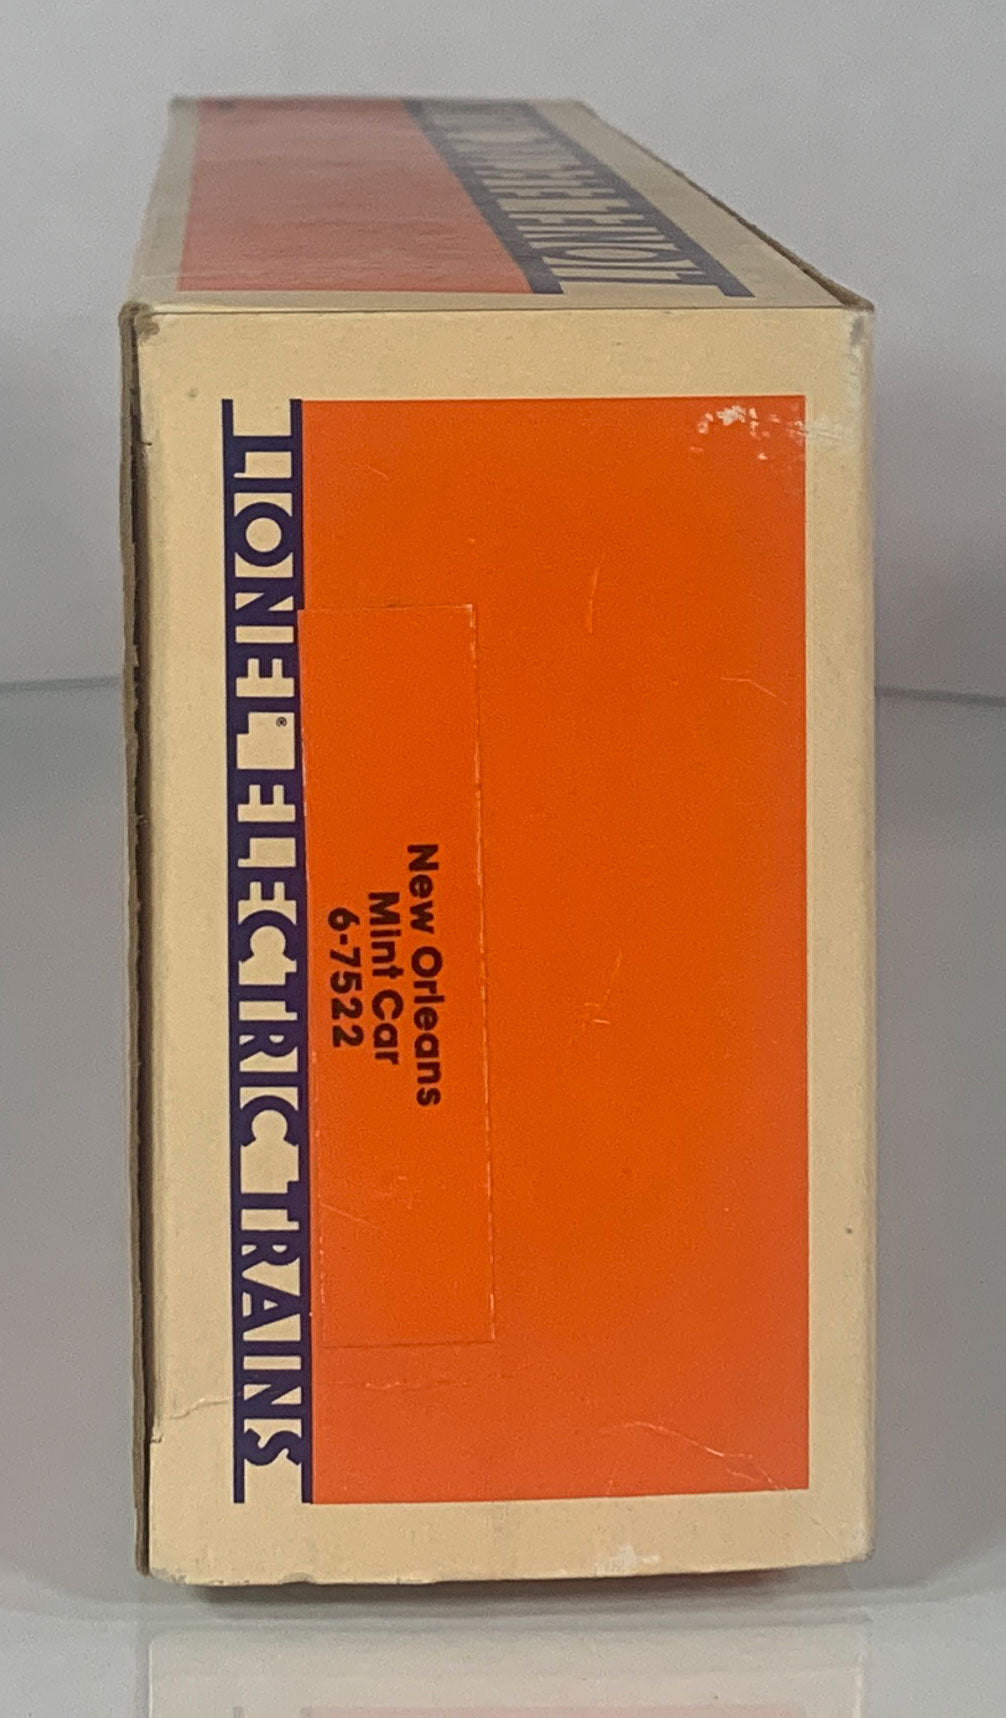 LIONEL® ELECTRIC TRAINS
New Orleans
Mint Car
6-7522